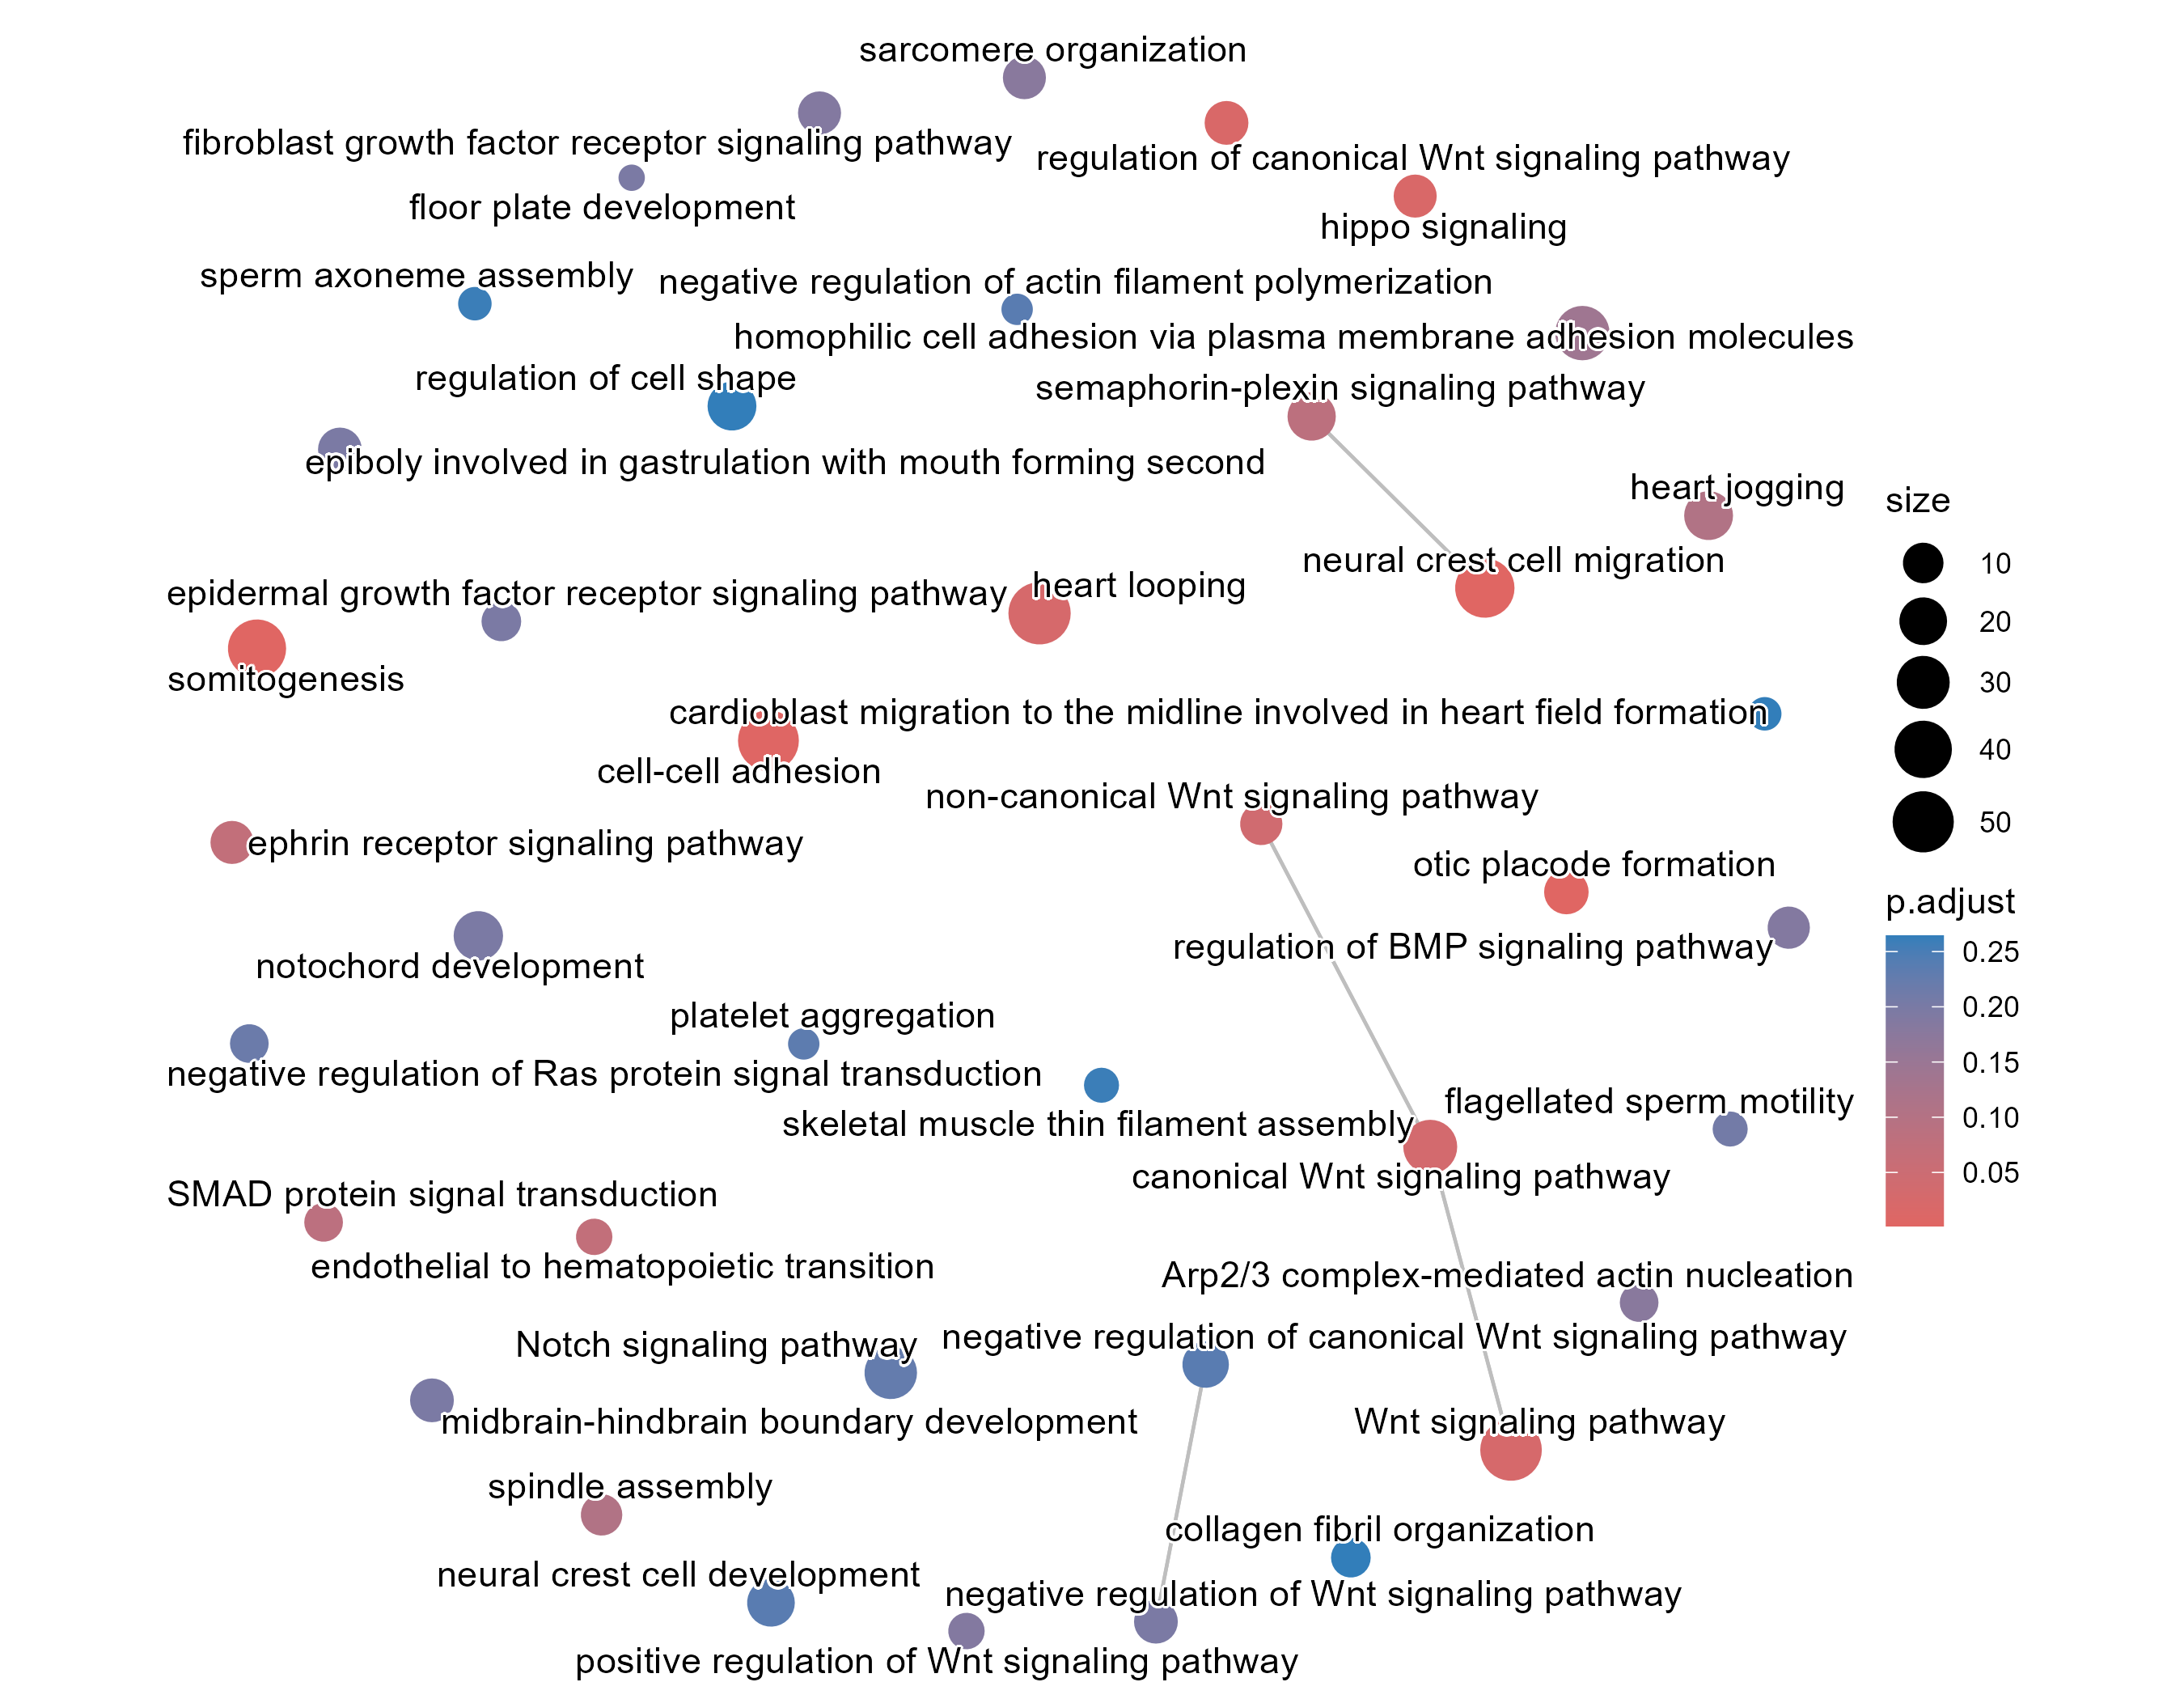 sarcomere organization
fibroblast growth factor receptor signaling pathway
regulation of canonical Wnt signaling pathway
floor plate development
hippo signaling
sperm axoneme assembly
negative regulation of actin filament polymerization
homophilic cell adhesion via plasma membrane adhesion molecules
regulation of cell shape
semaphorin-plexin signaling pathway
epiboly involved in gastrulation with mouth forming second
heart jogging
neural crest cell migration
epidermal growth factor receptor signaling pathway
heart looping
somitogenesis
cardioblast migration to the midline involved in heart field formation
cell-cell adhesion
non-canonical Wnt signaling pathway
ephrin receptor signaling pathway
otic placode formation
regulation of BMP signaling pathway
notochord development
platelet aggregation
negative regulation of Ras protein signal transduction
flagellated sperm motility
skeletal muscle thin filament assembly
canonical Wnt signaling pathway
SMAD protein signal transduction
endothelial to hematopoietic transition
Arp2/3 complex-mediated actin nucleation
Notch signaling pathway
negative regulation of canonical Wnt signaling pathway
midbrain-hindbrain boundary development
Wnt signaling pathway
spindle assembly
collagen fibril organization
neural crest cell development
negative regulation of Wnt signaling pathway
positive regulation of Wnt signaling pathway
size
10
20
30
40
50
p.adjust
0.25
0.20
0.15
0.10
0.05